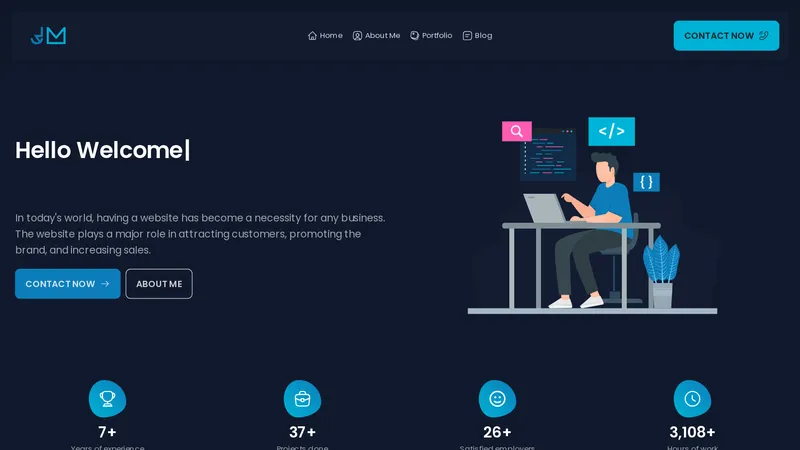 JM
Home
About Me
Portfolio
Blog
CONTACT NOW
</>
{ }
Hello Welcome|
In today's world, having a website has become a necessity for any business.
The website plays a major role in attracting customers, promoting the
brand, and increasing sales.
CONTACT NOW
ABOUT ME
7+
37+
26+
3,108+
Years of experience
Projects done
Satisfied employers
Hours of work